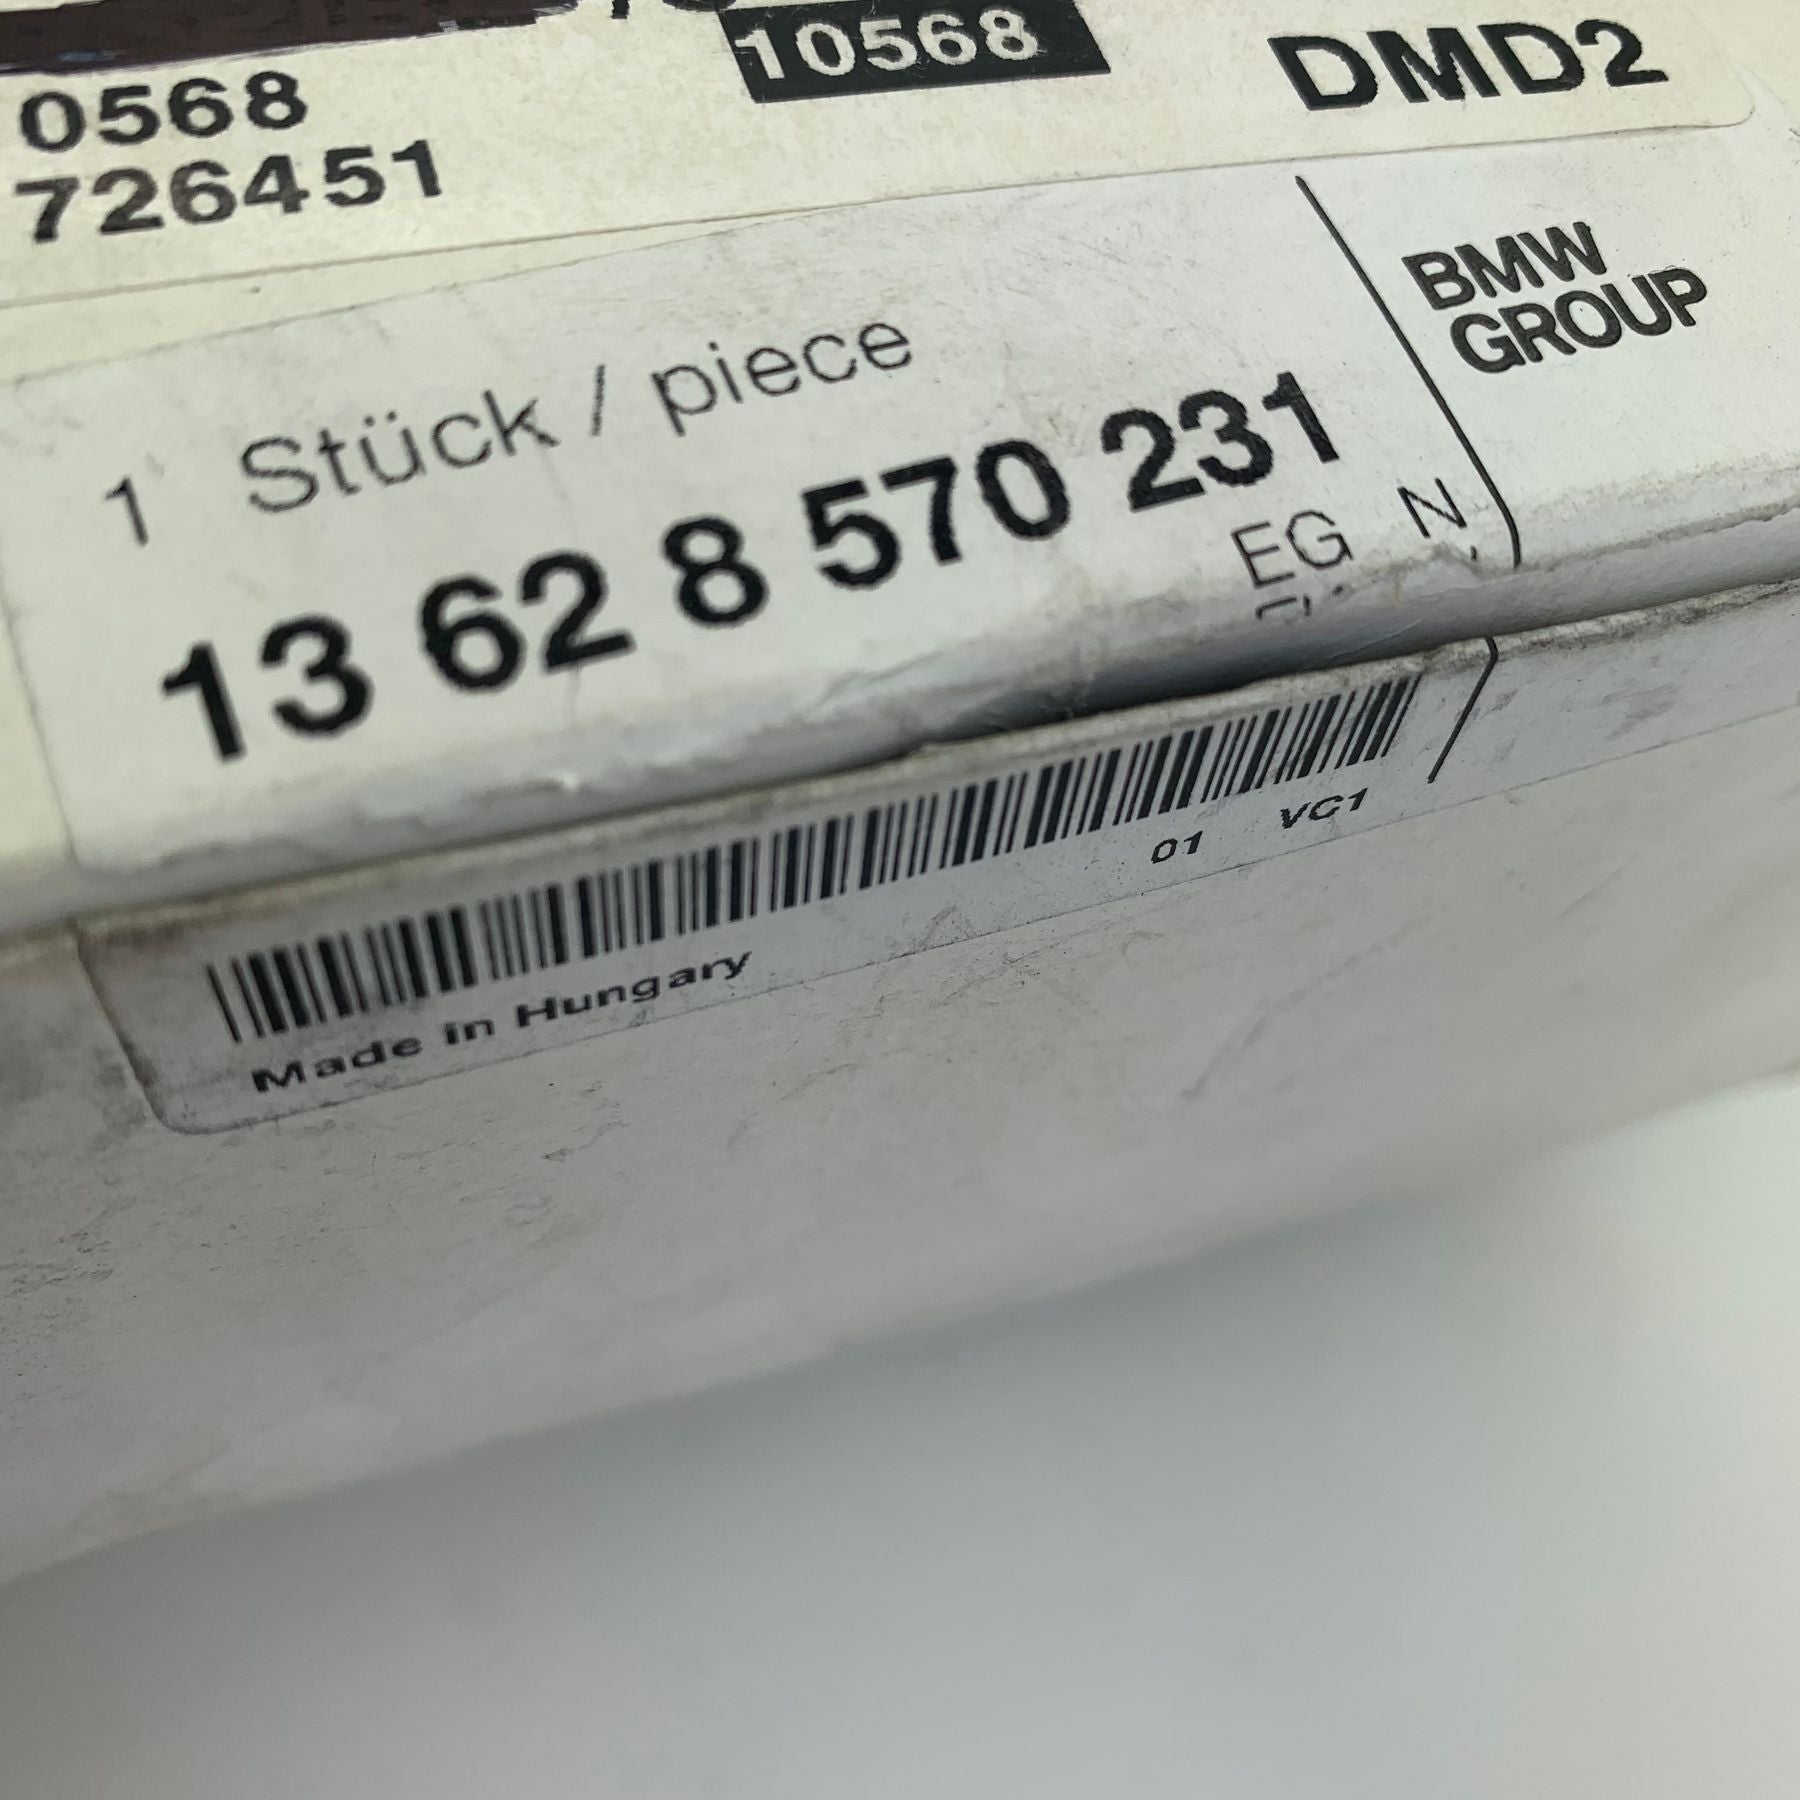 10568
DMD2
0568
726451
BMW
GROUP
1 Stück / piece
13 62 8 570 231
EG N
01 VC1
Made in Hungary